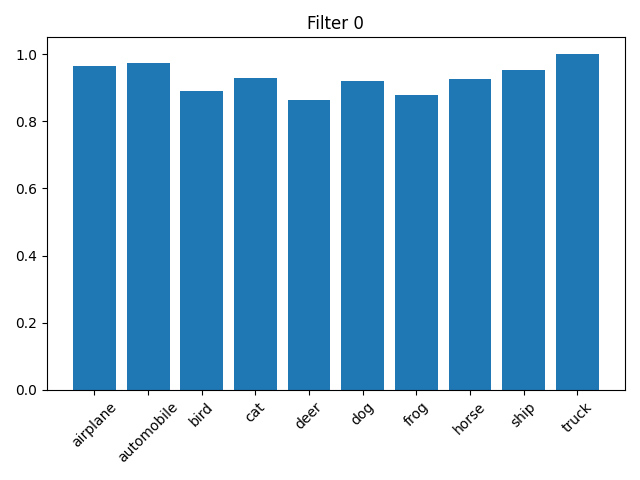 Filter 0
1.0
0.8
0.6
0.4
0.2
0.0
airplane
automobile
bird
cat
deer
dog
frog
horse
ship
truck